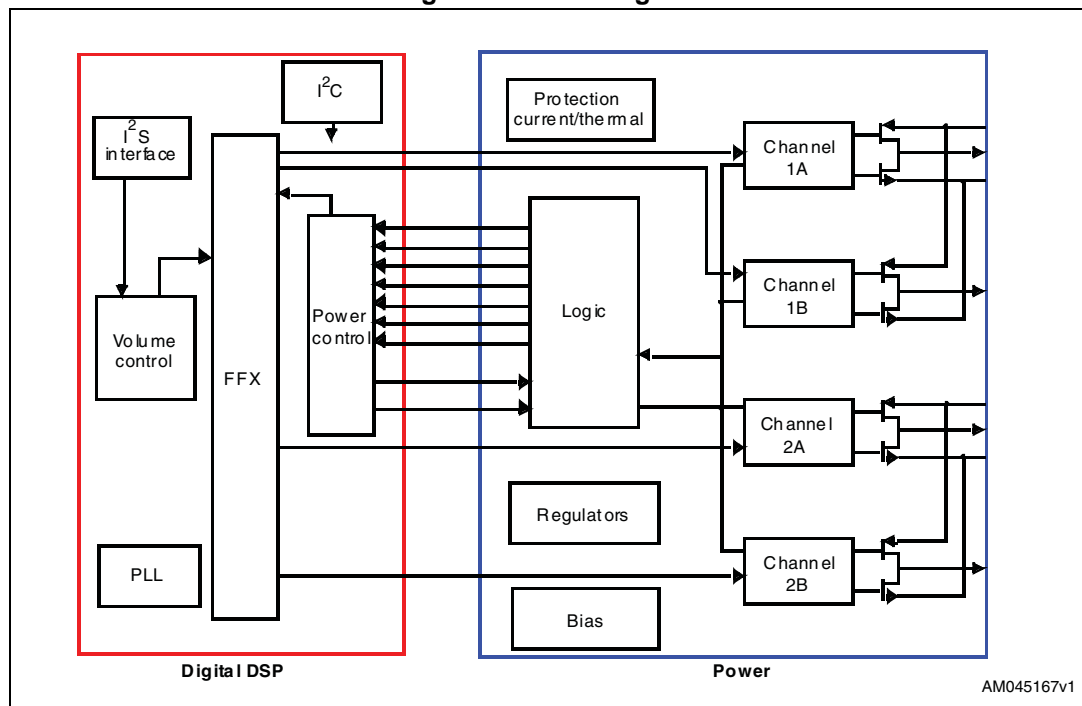 I2C
I2S
interface
Volume
control
FFX
Power
control
PLL
Digital DSP
Protection
current/thermal
Logic
Regulators
Bias
Channel
1A
Channel
1B
Channel
2A
Channel
2B
Power
AM045167v1